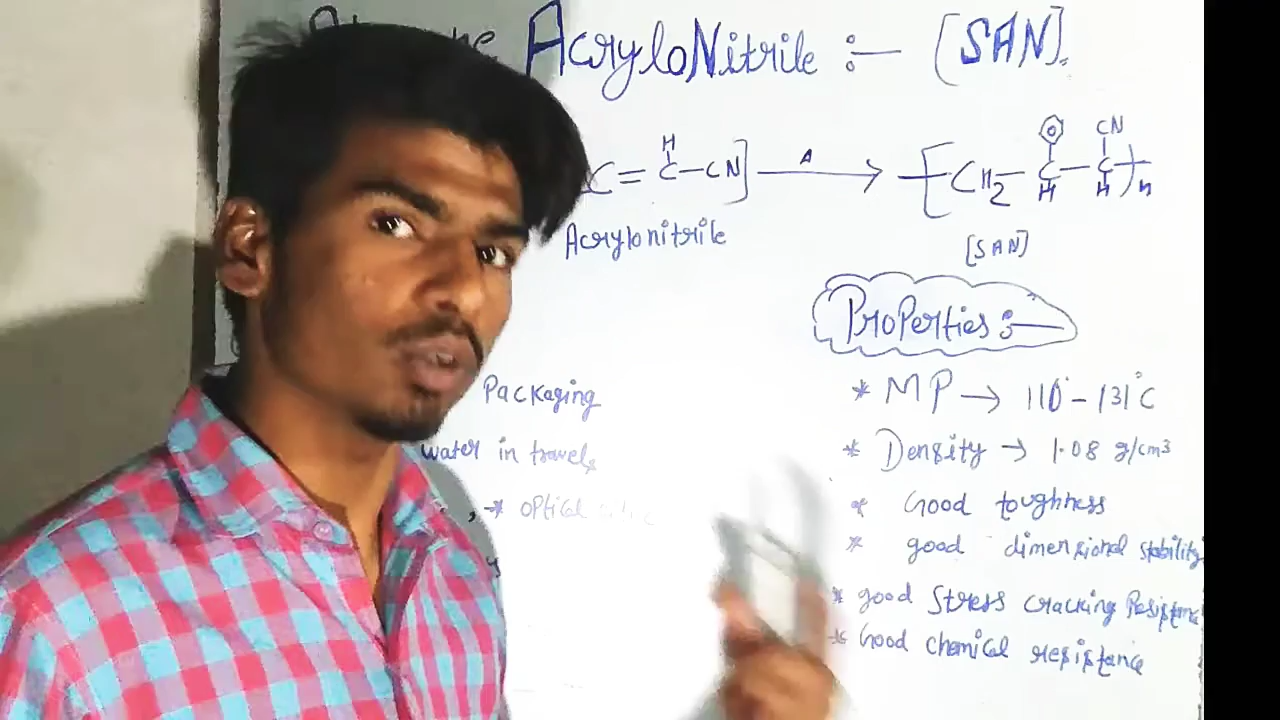 AcryloNitrile :— [SAN].
H CN
C = C – CN] → [CH2 – C – C ]n
H H
Acrylonitrile [SAN]
Properties :—
Packaging * MP → 110° – 131°C
water in travels * Density → 1.08 g/cm³
, * optical * Good toughness
* good dimensional stability
* good Stress cracking Resistance
* Good chemical resistance